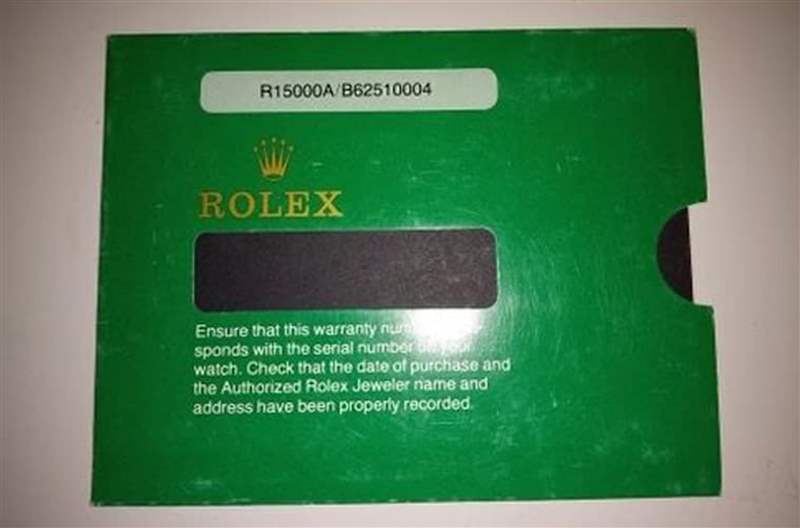 R15000A/B62510004
ROLEX
Ensure that this warranty
sponds with the serial number your
watch. Check that the date of purchase and
the Authorized Rolex Jeweler name and
address have been properly recorded.